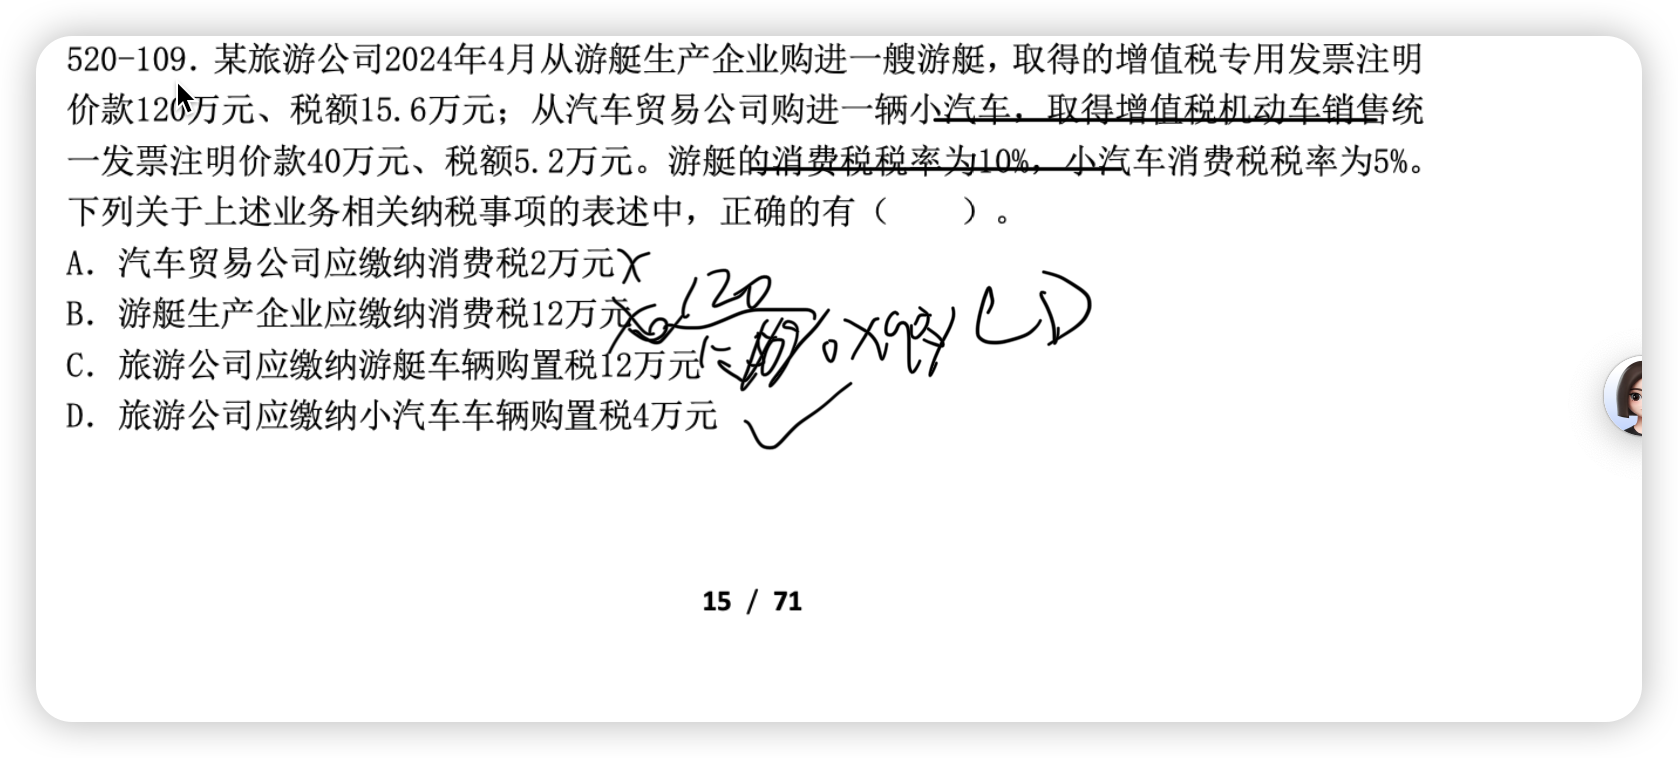 520-109. 某旅游公司2024年4月从游艇生产企业购进一艘游艇，取得的增值税专用发票注明
价款120万元、税额15.6万元；从汽车贸易公司购进一辆小汽车，取得增值税机动车销售统
一发票注明价款40万元、税额5.2万元。游艇的消费税税率为10%，小汽车消费税税率为5%。
下列关于上述业务相关纳税事项的表述中，正确的有（　　）。
A. 汽车贸易公司应缴纳消费税2万元 X
B. 游艇生产企业应缴纳消费税12万元 120 CD
C. 旅游公司应缴纳游艇车辆购置税12万元
D. 旅游公司应缴纳小汽车车辆购置税4万元
15 / 71